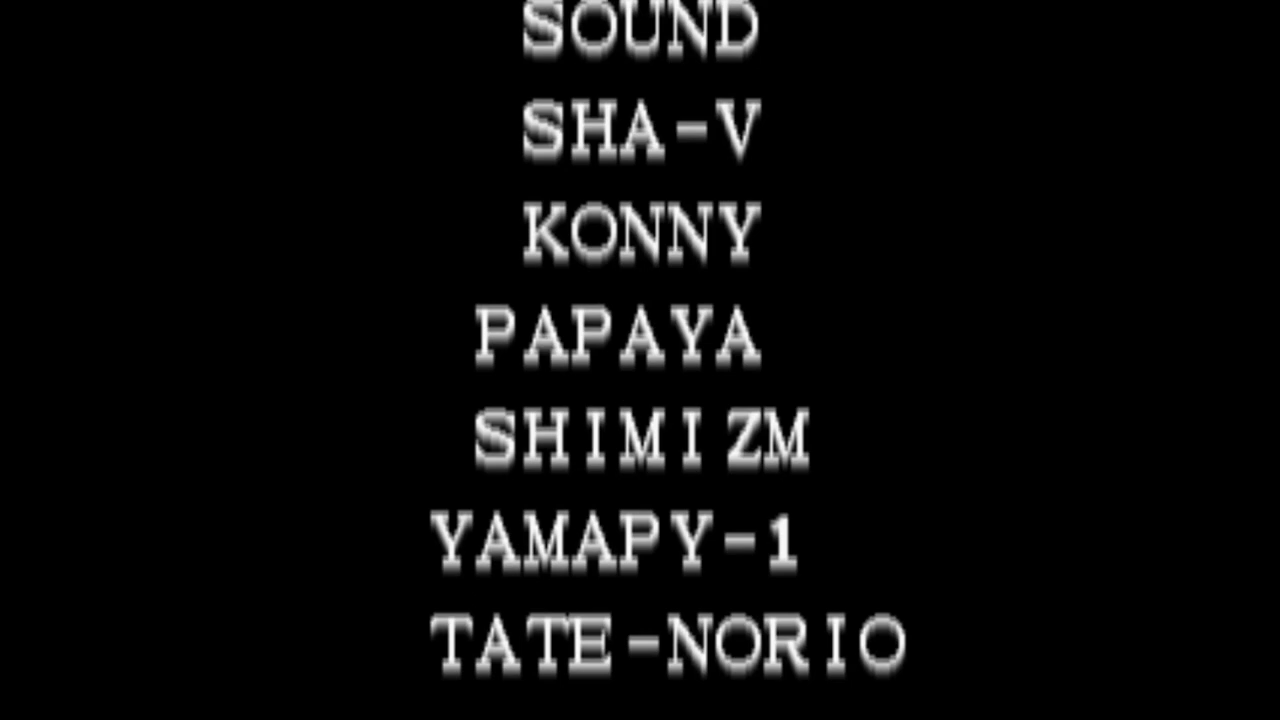 SOUND
SHA-V
KONNY
PAPAYA
SHIMIZM
YAMAPY-1
TATE-NORIO